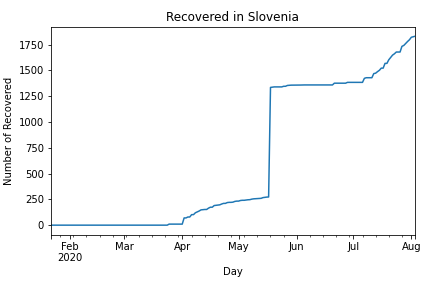 Recovered in Slovenia
Number of Recovered
1750
1500
1250
1000
750
500
250
0
Feb
2020
Mar
Apr
May
Jun
Jul
Aug
Day